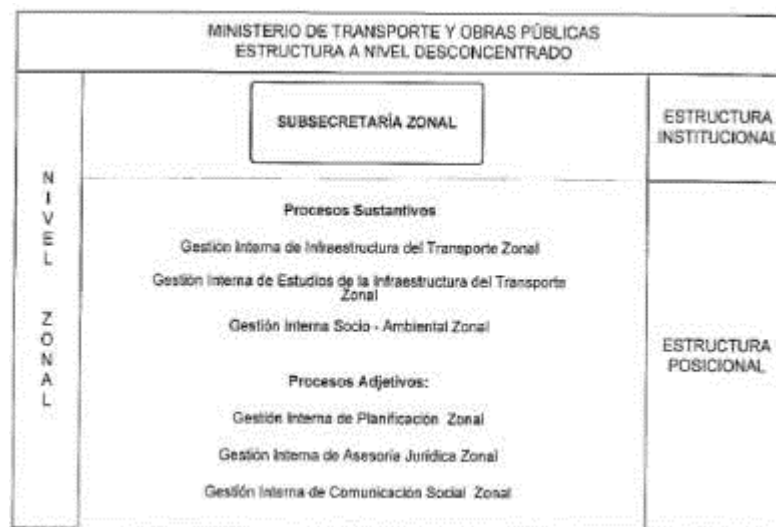 MINISTERIO DE TRANSPORTE Y OBRAS PÚBLICAS
ESTRUCTURA A NIVEL DESCONCENTRADO
NIVEL ZONAL
SUBSECRETARÍA ZONAL
ESTRUCTURA
INSTITUCIONAL
Procesos Sustantivos
Gestión Interna de Infraestructura del Transporte Zonal
Gestión Interna de Estudios de la Infraestructura del Transporte
Zonal
Gestión Interna Socio - Ambiental Zonal
Procesos Adjetivos:
Gestión Interna de Planificación Zonal
Gestión Interna de Asesoría Jurídica Zonal
Gestión Interna de Comunicación Social Zonal
ESTRUCTURA
POSICIONAL